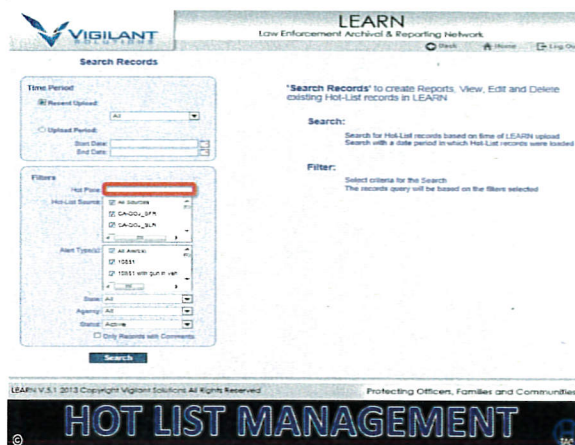 VIGILANT
SOLUTIONS
LEARN
Law Enforcement Archival & Reporting Network
Home
Log Ou
Search Records
Time Period
Recent Upload:
All
Upload Period:
Start Date
End Date
"Search Records" to create Reports, View, Edit and Delete
existing Hot-List records in LEARN
Search:
Search for Hot-List records based on time of LEARN upload
Search with a date period in which Hot-List records were loaded
Filter:
Select criteria for the Search
The records query will be based on the filters selected
Filters
Hot Plate
Hot-List Source
All Sources
CA-DOJ_SFR
CA-DOJ_SLR
Alert Type(s)
All Alert(s)
10851
10851 with gun in veh
State: All
Agency: All
Status: Active
Only Records with Comments
Search
LEARN V.5.1 2013 Copyright Vigilant Solutions All Rights Reserved
Protecting Officers, Families and Communities
HOT LIST MANAGEMENT
©